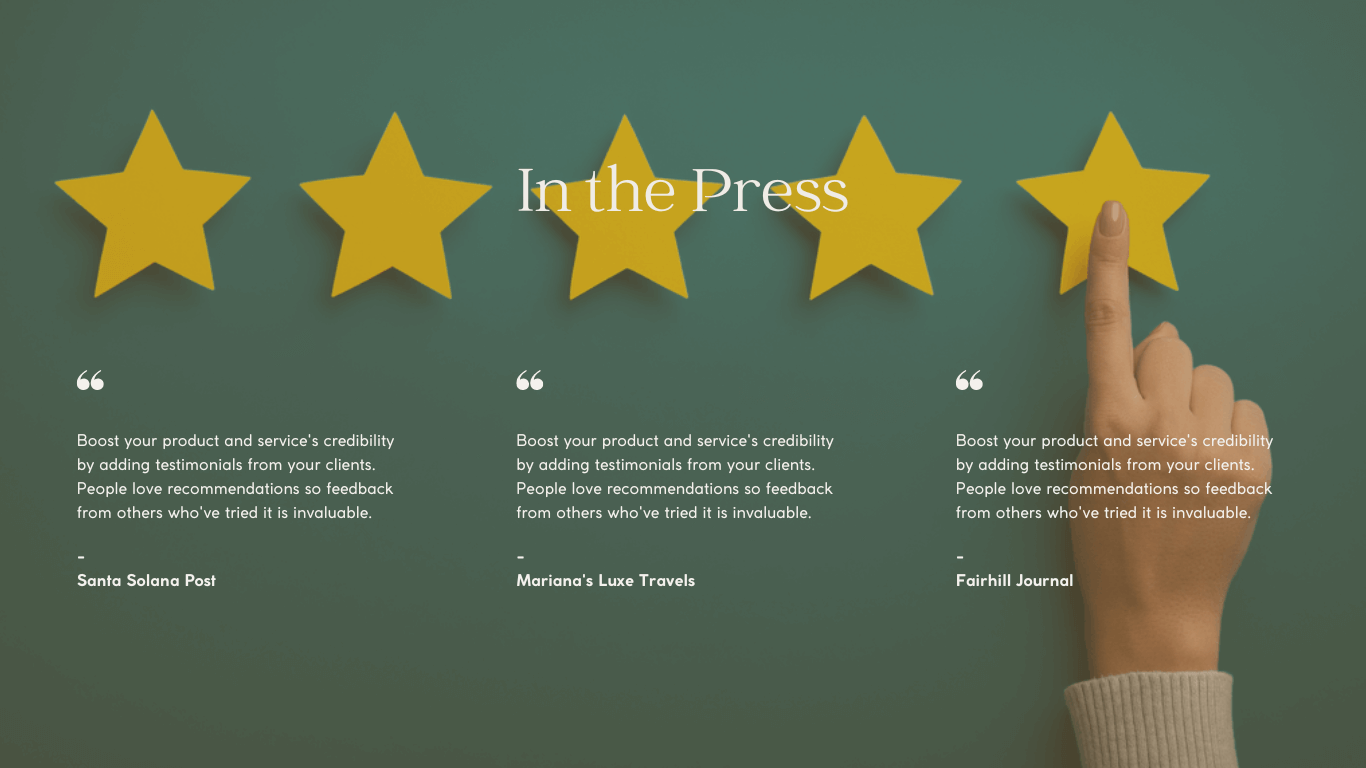 In the Press
❝
Boost your product and service's credibility
by adding testimonials from your clients.
People love recommendations so feedback
from others who've tried it is invaluable.
-
Santa Solana Post
❝
Boost your product and service's credibility
by adding testimonials from your clients.
People love recommendations so feedback
from others who've tried it is invaluable.
-
Mariana's Luxe Travels
❝
Boost your product and service's credibility
by adding testimonials from your clients.
People love recommendations so feedback
from others who've tried it is invaluable.
-
Fairhill Journal